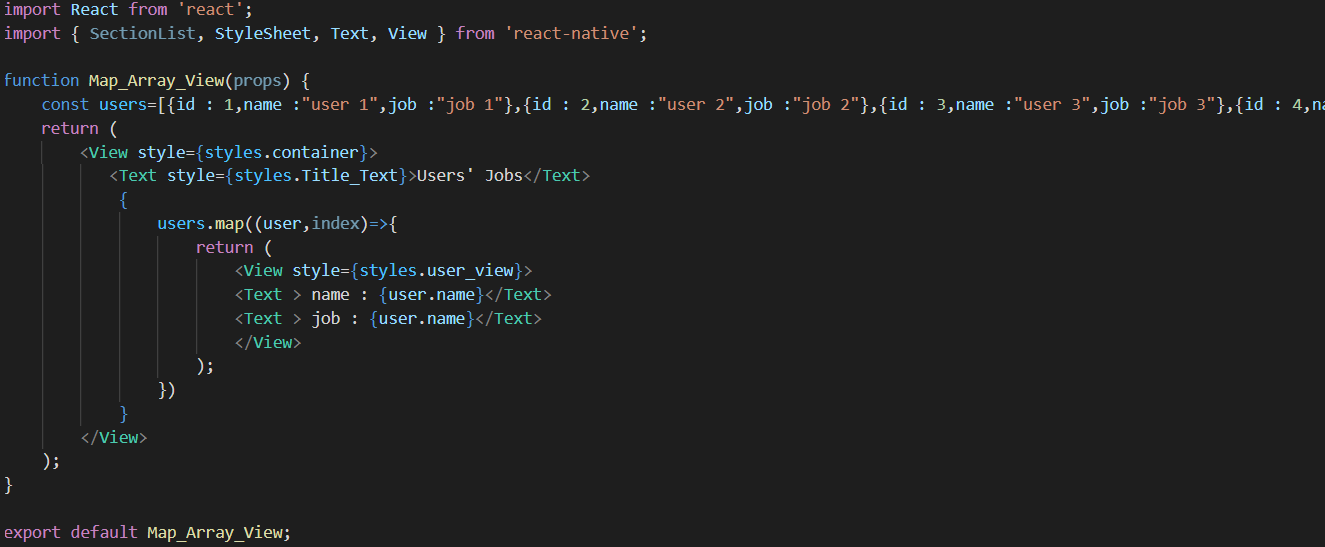 import React from 'react';
import { SectionList, StyleSheet, Text, View } from 'react-native';
function Map_Array_View(props) {
const users=[{id : 1,name :"user 1",job :"job 1"},{id : 2,name :"user 2",job :"job 2"},{id : 3,name :"user 3",job :"job 3"},{id : 4,na
return (
<View style={styles.container}>
<Text style={styles.Title_Text}>Users' Jobs</Text>
{
users.map((user,index)=>{
return (
<View style={styles.user_view}>
<Text > name : {user.name}</Text>
<Text > job : {user.name}</Text>
</View>
);
})
}
</View>
);
}
export default Map_Array_View;